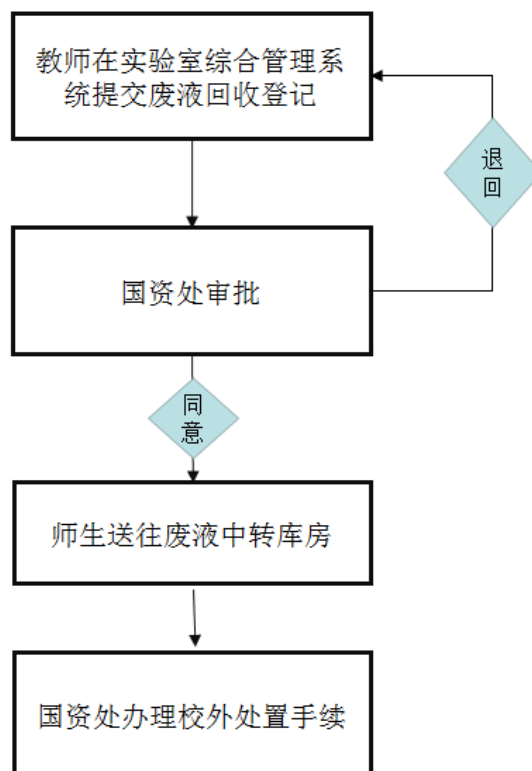 教师在实验室综合管理系
统提交废液回收登记
退
回
国资处审批
同
意
师生送往废液中转库房
国资处办理校外处置手续